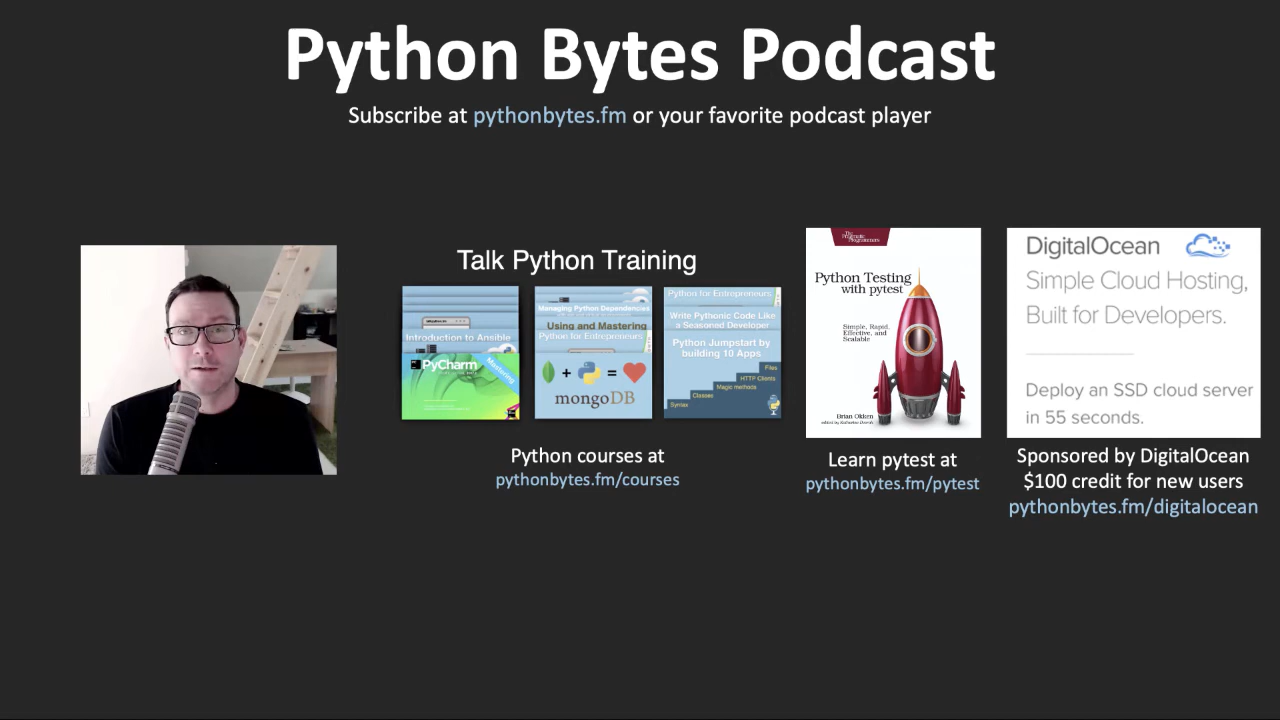 Python Bytes Podcast
Subscribe at pythonbytes.fm or your favorite podcast player
Talk Python Training
Introduction to Ansible
PyCharm
Mastering
Managing Python Dependencies
Using and Mastering
Python for Entrepreneurs
+ = 
mongoDB
Python for Entrepreneurs
Write Pythonic Code Like
a Seasoned Developer
Python Jumpstart by
building 10 Apps
Files
HTTP Clients
Magic methods
Classes
Syntax
Python courses at
pythonbytes.fm/courses
The
Pragmatic
Programmers
Python Testing
with pytest
Simple, Rapid,
Effective, and
Scalable
Brian Okken
Learn pytest at
pythonbytes.fm/pytest
DigitalOcean
Simple Cloud Hosting,
Built for Developers.
Deploy an SSD cloud server
in 55 seconds.
Sponsored by DigitalOcean
$100 credit for new users
pythonbytes.fm/digitalocean